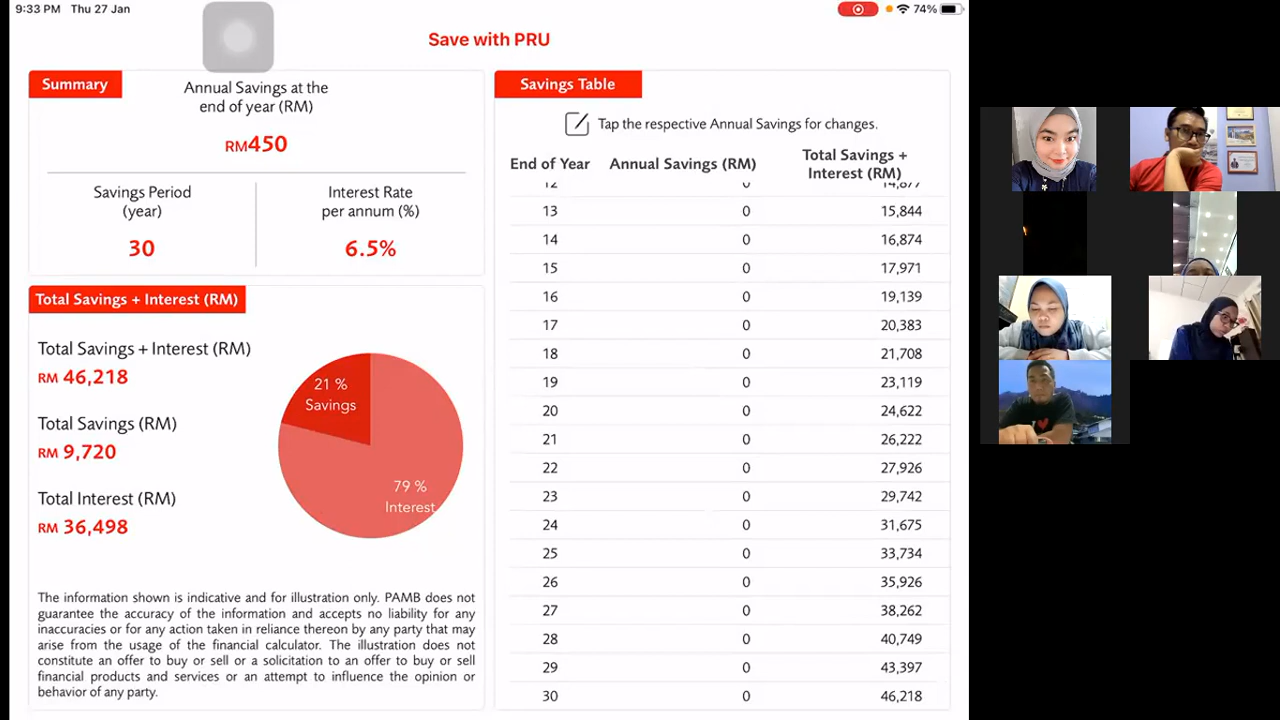 9:33 PM Thu 27 Jan
74%
Save with PRU
Summary
Annual Savings at the
end of year (RM)
RM450
Savings Period
(year)
30
Interest Rate
per annum (%)
6.5%
Total Savings + Interest (RM)
Total Savings + Interest (RM)
RM 46,218
Total Savings (RM)
RM 9,720
Total Interest (RM)
RM 36,498
21 %
Savings
79 %
Interest
The information shown is indicative and for illustration only. PAMB does not
guarantee the accuracy of the information and accepts no liability for any
inaccuracies or for any action taken in reliance thereon by any party that may
arise from the usage of the financial calculator. The illustration does not
constitute an offer to buy or sell or a solicitation to an offer to buy or sell
financial products and services or an attempt to influence the opinion or
behavior of any party.
Savings Table
Tap the respective Annual Savings for changes.
End of Year Annual Savings (RM) Total Savings +
Interest (RM)
12 0 14,877
13 0 15,844
14 0 16,874
15 0 17,971
16 0 19,139
17 0 20,383
18 0 21,708
19 0 23,119
20 0 24,622
21 0 26,222
22 0 27,926
23 0 29,742
24 0 31,675
25 0 33,734
26 0 35,926
27 0 38,262
28 0 40,749
29 0 43,397
30 0 46,218